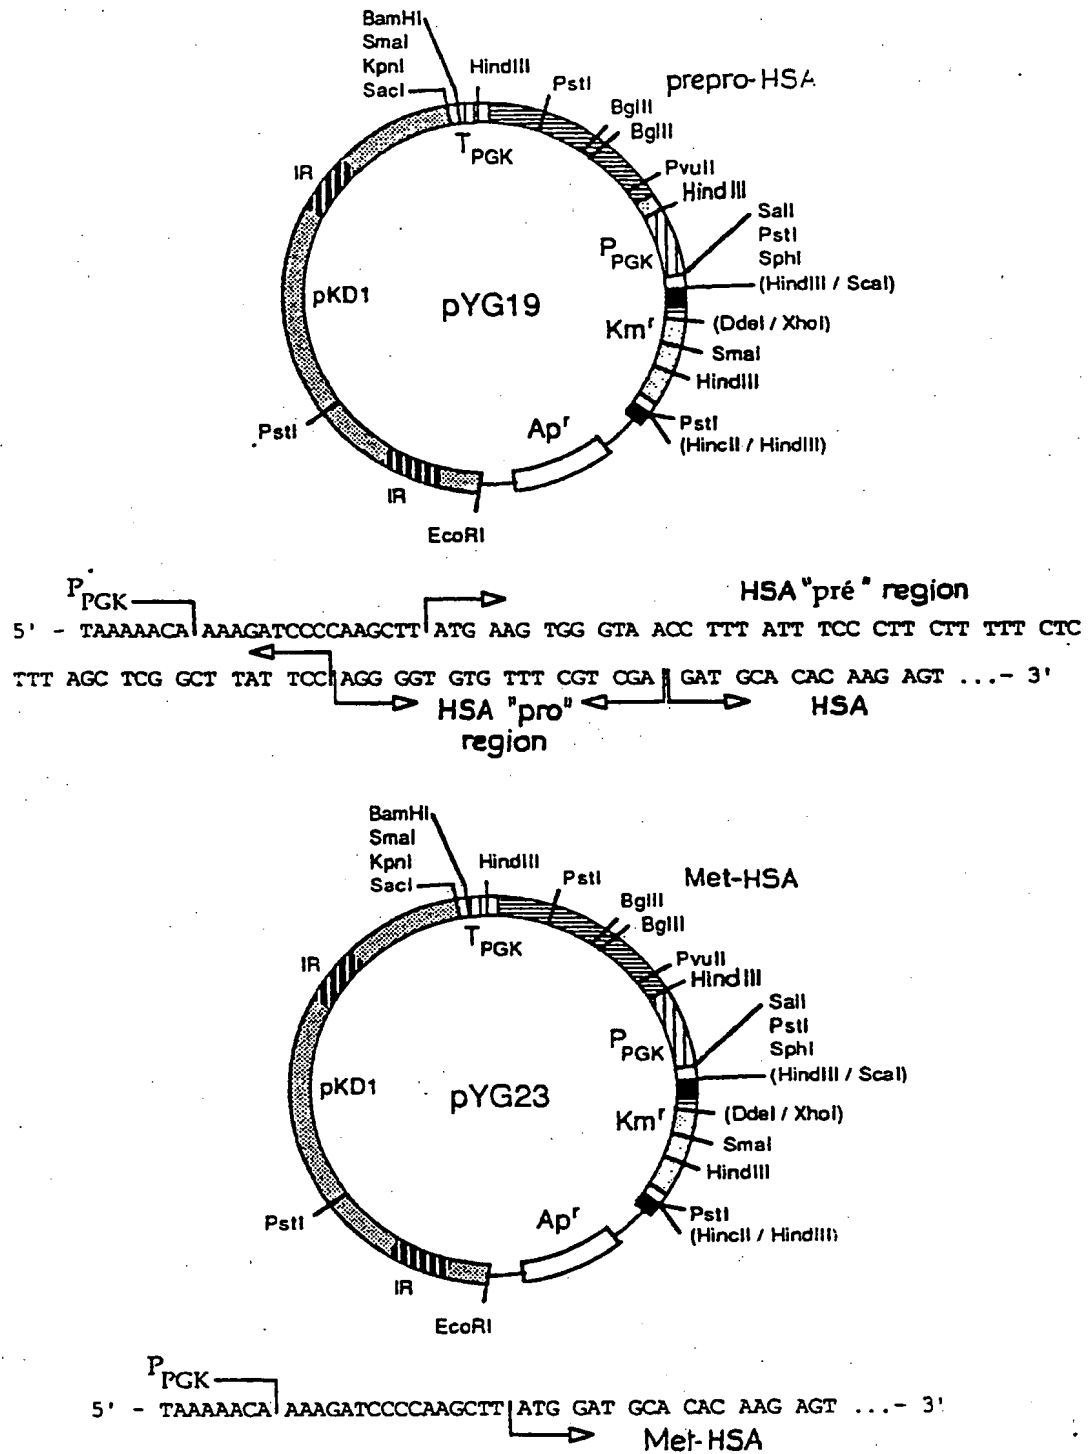 BamHI
SmaI
KpnI
SacI
HindIII
PstI
prepro-HSA
BglII
BglII
PvuII
HindIII
T PGK
IR
P PGK
SalI
PstI
SphI
(HindIII / ScaI)
pKD1
pYG19
Kmʳ
(DdeI / XhoI)
SmaI
HindIII
PstI
Apʳ
PstI
(HincII / HindIII)
IR
EcoRI
P PGK
HSA "pré" region
5' - TAAAAACA AAAGATCCCCAAGCTT ATG AAG TGG GTA ACC TTT ATT TCC CTT CTT TTT CTC
TTT AGC TCG GCT TAT TCC AGG GGT GTG TTT CGT CGA GAT GCA CAC AAG AGT ...- 3'
HSA "pro" region
HSA
BamHI
SmaI
KpnI
SacI
HindIII
PstI
Met-HSA
BglII
BglII
PvuII
HindIII
T PGK
IR
P PGK
SalI
PstI
SphI
(HindIII / ScaI)
pKD1
pYG23
Kmʳ
(DdeI / XhoI)
SmaI
HindIII
PstI
Apʳ
PstI
(HincII / HindIII)
IR
EcoRI
P PGK
5' - TAAAAACA AAAGATCCCCAAGCTT ATG GAT GCA CAC AAG AGT ...- 3'
Met-HSA